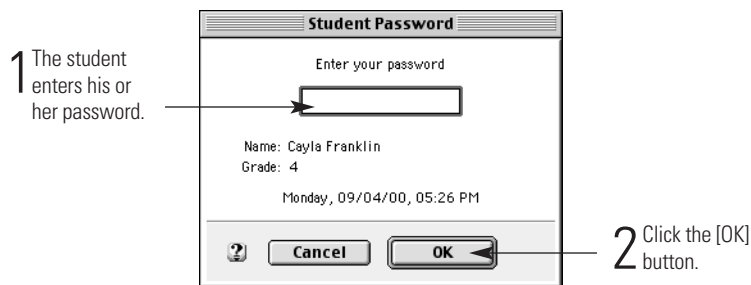 Student Password
1 The student
enters his or
her password.
Enter your password
Name: Cayla Franklin
Grade: 4
Monday, 09/04/00, 05:26 PM
?
Cancel
OK
2 Click the [OK]
button.